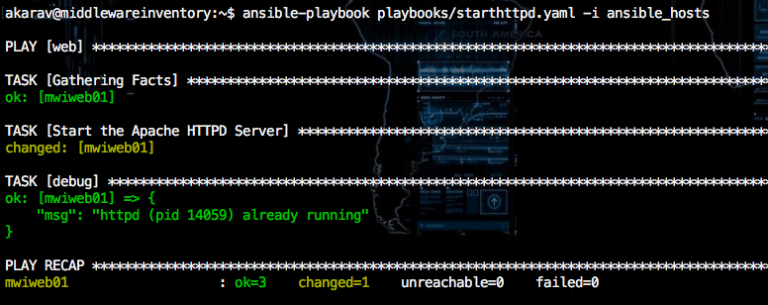 akarav@middlewareinventory:~$ ansible-playbook playbooks/starthttpd.yaml -i ansible_hosts
PLAY [web] ****************************************************************************************
TASK [Gathering Facts] ****************************************************************************
ok: [mwiweb01]
TASK [Start the Apache HTTPD Server] **************************************************************
changed: [mwiweb01]
TASK [debug] **************************************************************************************
ok: [mwiweb01] => {
"msg": "httpd (pid 14059) already running"
}
PLAY RECAP ****************************************************************************************
mwiweb01 : ok=3 changed=1 unreachable=0 failed=0
SOUTH AMERICA